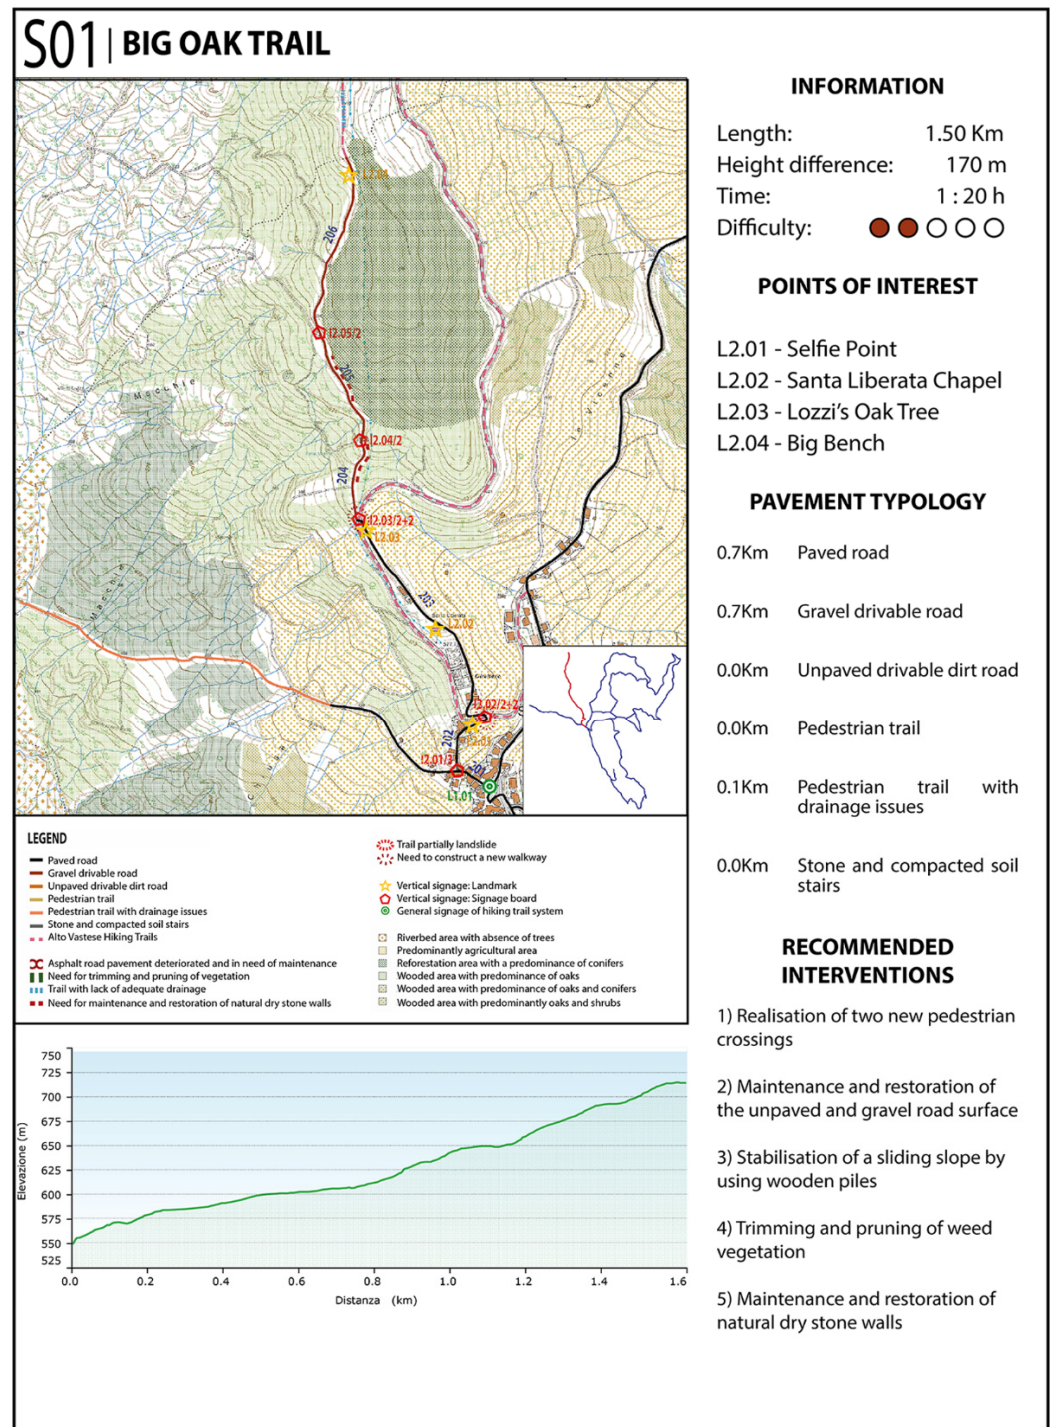 S01 | BIG OAK TRAIL
L2.04
206
I2.05/2
205
I2.04/2
204
I2.03/2+2
L2.03
203
L2.02
I2.02/2+2
L2.01
202
I2.01/3
201
L1.01
Macchie
LEGEND
Paved road
Gravel drivable road
Unpaved drivable dirt road
Pedestrian trail
Pedestrian trail with drainage issues
Stone and compacted soil stairs
Alto Vastese Hiking Trails
Asphalt road pavement deteriorated and in need of maintenance
Need for trimming and pruning of vegetation
Trail with lack of adequate drainage
Need for maintenance and restoration of natural dry stone walls
Trail partially landslide
Need to construct a new walkway
Vertical signage: Landmark
Vertical signage: Signage board
General signage of hiking trail system
Riverbed area with absence of trees
Predominantly agricultural area
Reforestation area with a predominance of conifers
Wooded area with predominance of oaks
Wooded area with predominance of oaks and conifers
Wooded area with predominantly oaks and shrubs
Elevazione (m)
750
725
700
675
650
625
600
575
550
525
0.0 0.2 0.4 0.6 0.8 1.0 1.2 1.4 1.6
Distanza (km)
INFORMATION
Length: 1.50 Km
Height difference: 170 m
Time: 1 : 20 h
Difficulty:
POINTS OF INTEREST
L2.01 - Selfie Point
L2.02 - Santa Liberata Chapel
L2.03 - Lozzi's Oak Tree
L2.04 - Big Bench
PAVEMENT TYPOLOGY
0.7Km Paved road
0.7Km Gravel drivable road
0.0Km Unpaved drivable dirt road
0.0Km Pedestrian trail
0.1Km Pedestrian trail with
drainage issues
0.0Km Stone and compacted soil
stairs
RECOMMENDED
INTERVENTIONS
1) Realisation of two new pedestrian
crossings
2) Maintenance and restoration of
the unpaved and gravel road surface
3) Stabilisation of a sliding slope by
using wooden piles
4) Trimming and pruning of weed
vegetation
5) Maintenance and restoration of
natural dry stone walls